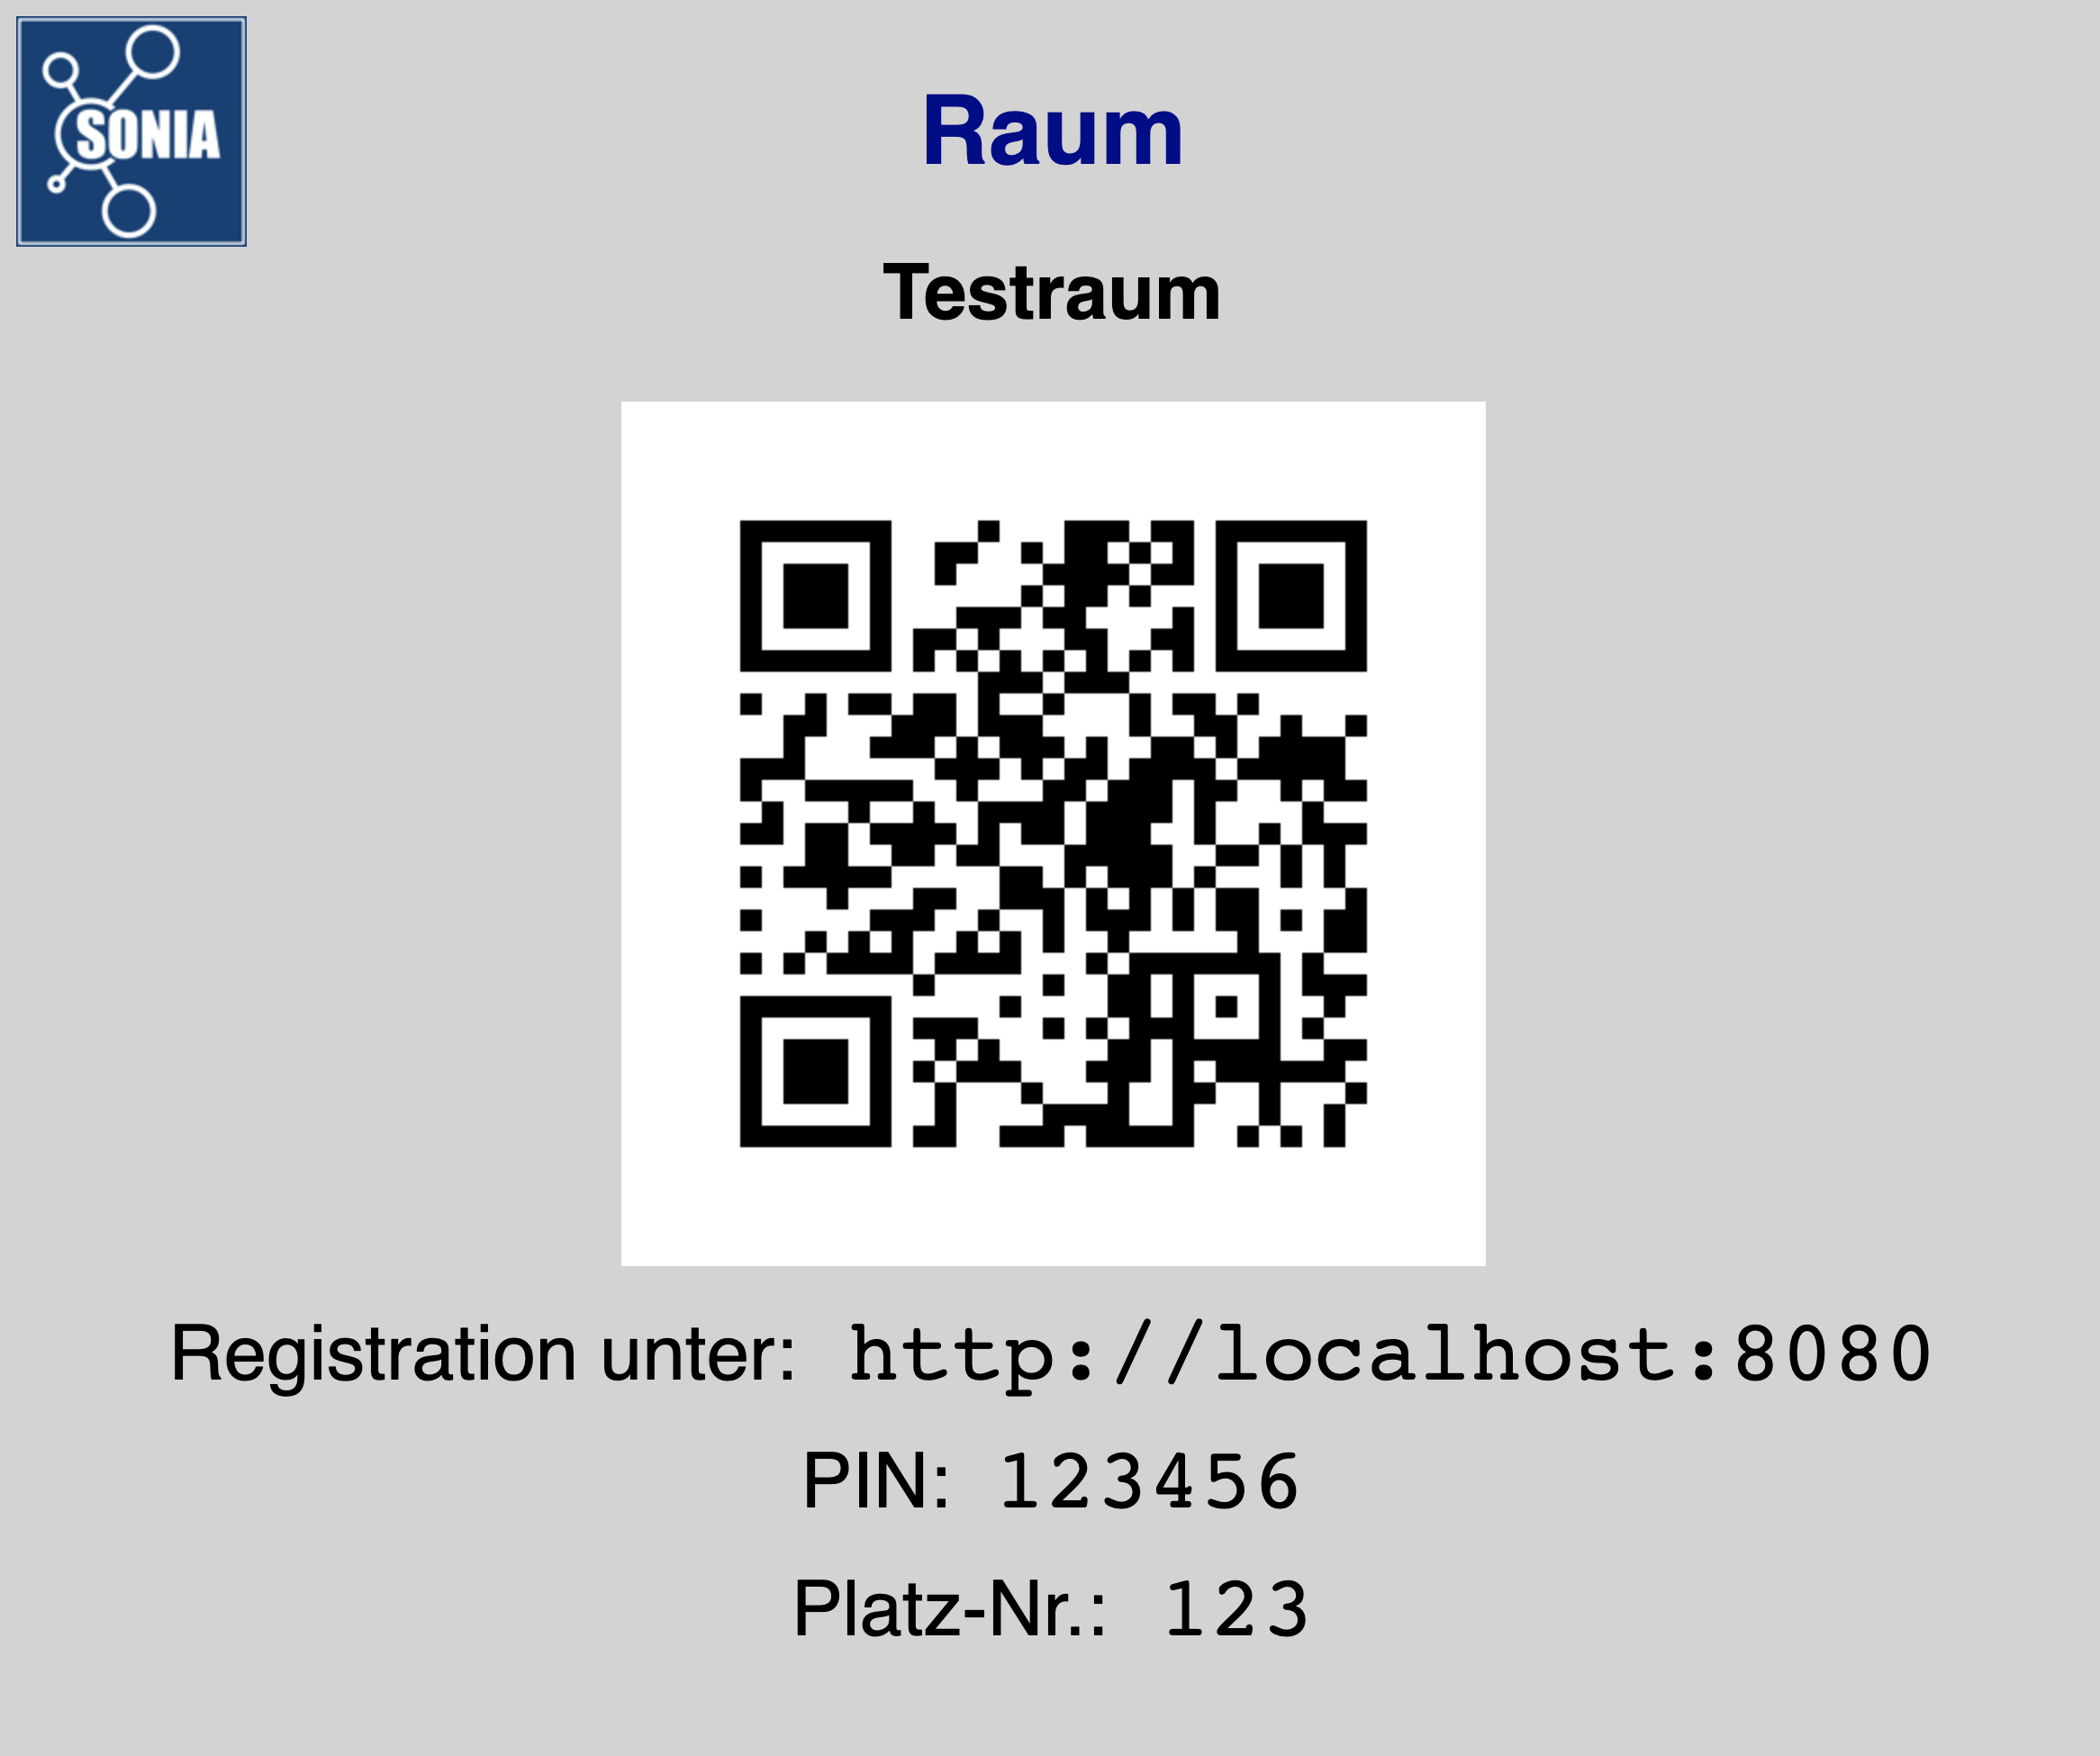 SONIA
Raum
Testraum
Registration unter: http://localhost:8080
PIN: 123456
Platz-Nr.: 123